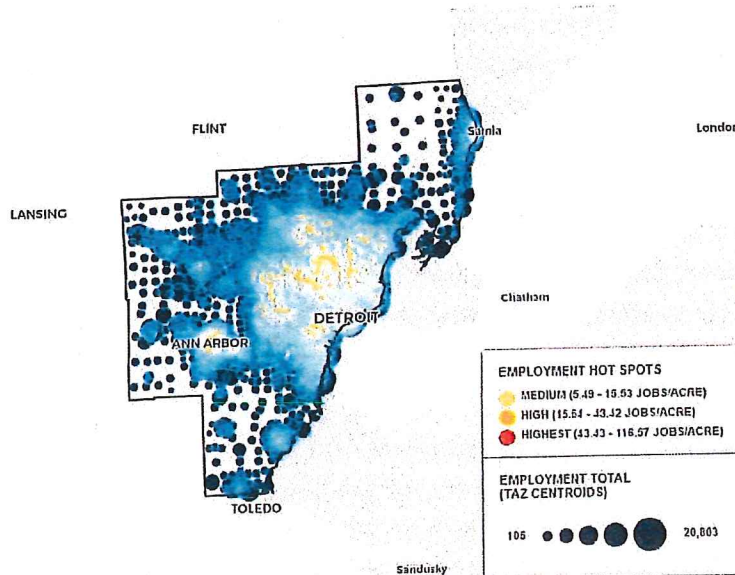 FLINT
Sarnia
London
LANSING
Chatham
DETROIT
ANN ARBOR
TOLEDO
Sandusky
EMPLOYMENT HOT SPOTS
MEDIUM (5.49 - 15.53 JOBS/ACRE)
HIGH (15.54 - 43.42 JOBS/ACRE)
HIGHEST (43.43 - 116.57 JOBS/ACRE)
EMPLOYMENT TOTAL
(TAZ CENTROIDS)
105 20,803